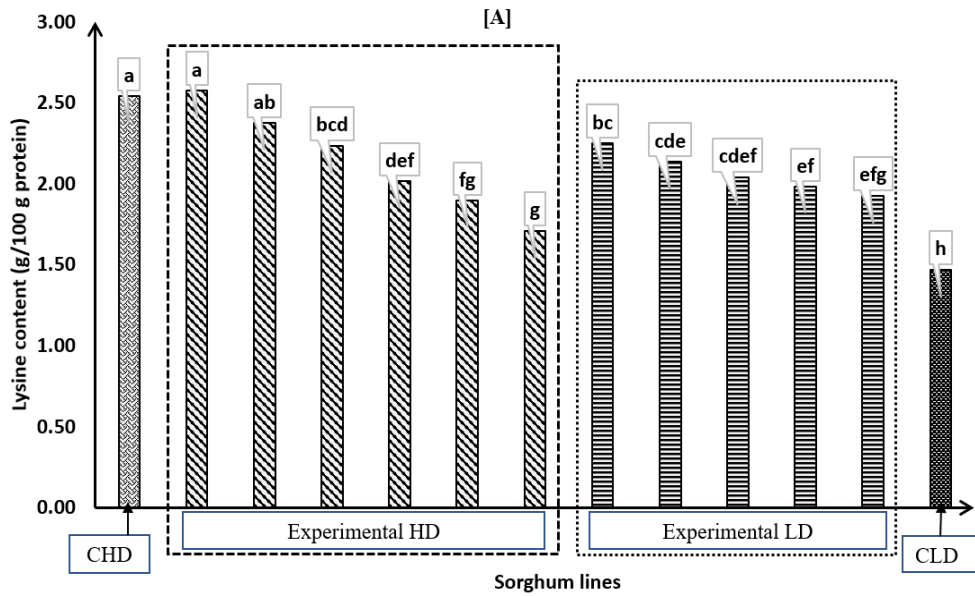 [A]
Lysine content (g/100 g protein)
3.00
2.50
2.00
1.50
1.00
0.50
0.00
a
a
ab
bcd
def
fg
g
bc
cde
cdef
ef
efg
h
CHD
Experimental HD
Experimental LD
CLD
Sorghum lines